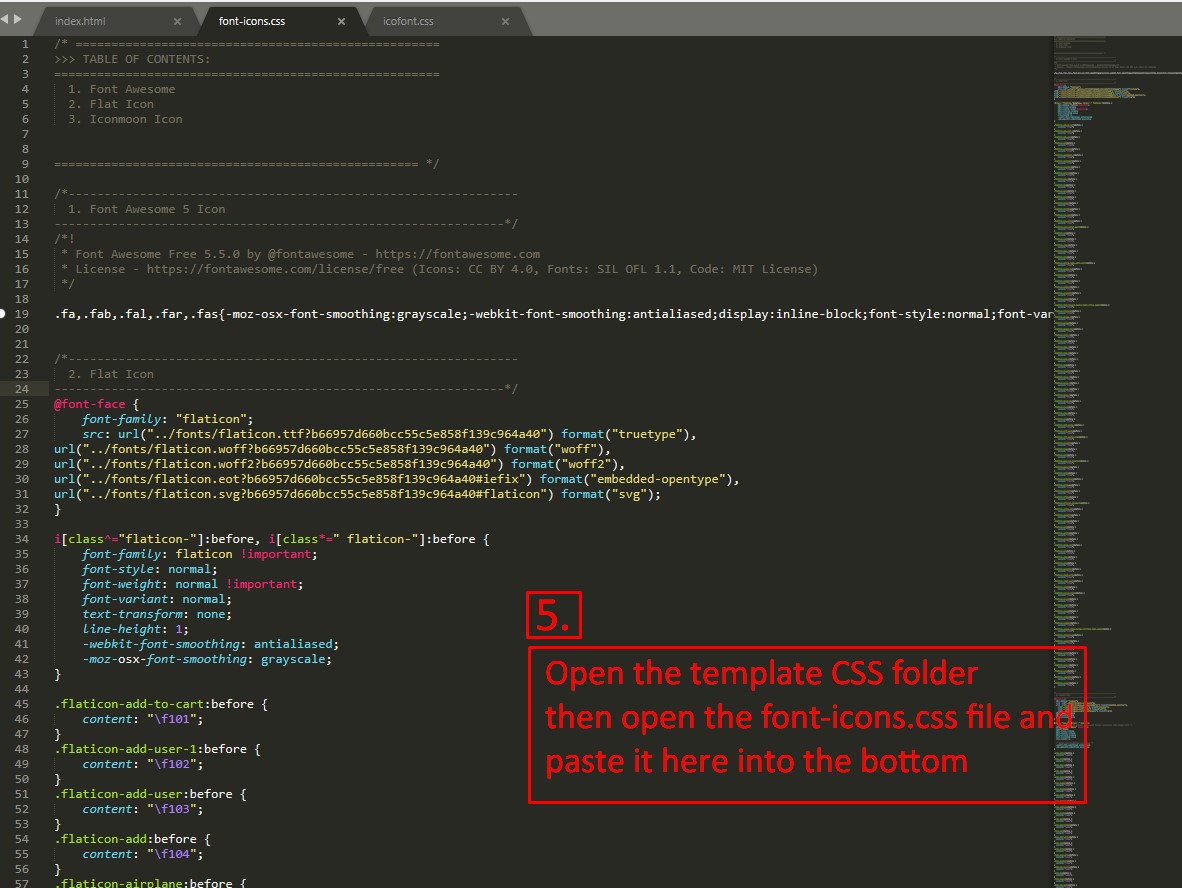 index.html × font-icons.css × icofont.css ×
1 /* ===================================================
2 >>> TABLE OF CONTENTS:
3 ======================================================
4 1. Font Awesome
5 2. Flat Icon
6 3. Iconmoon Icon
7
8
9 =================================================== */
10
11 /*---------------------------------------------------------------
12 1. Font Awesome 5 Icon
13 ---------------------------------------------------------------*/
14 /*!
15 * Font Awesome Free 5.5.0 by @fontawesome - https://fontawesome.com
16 * License - https://fontawesome.com/license/free (Icons: CC BY 4.0, Fonts: SIL OFL 1.1, Code: MIT License)
17 */
18
19 .fa,.fab,.fal,.far,.fas{-moz-osx-font-smoothing:grayscale;-webkit-font-smoothing:antialiased;display:inline-block;font-style:normal;font-var
20
21
22 /*---------------------------------------------------------------
23 2. Flat Icon
24 ---------------------------------------------------------------*/
25 @font-face {
26 font-family: "flaticon";
27 src: url("../fonts/flaticon.ttf?b66957d660bcc55c5e858f139c964a40") format("truetype"),
28 url("../fonts/flaticon.woff?b66957d660bcc55c5e858f139c964a40") format("woff"),
29 url("../fonts/flaticon.woff2?b66957d660bcc55c5e858f139c964a40") format("woff2"),
30 url("../fonts/flaticon.eot?b66957d660bcc55c5e858f139c964a40#iefix") format("embedded-opentype"),
31 url("../fonts/flaticon.svg?b66957d660bcc55c5e858f139c964a40#flaticon") format("svg");
32 }
33
34 i[class^="flaticon-"]:before, i[class*=" flaticon-"]:before {
35 font-family: flaticon !important;
36 font-style: normal;
37 font-weight: normal !important;
38 font-variant: normal;
39 text-transform: none;
40 line-height: 1;
41 -webkit-font-smoothing: antialiased;
42 -moz-osx-font-smoothing: grayscale;
43 }
44
45 .flaticon-add-to-cart:before {
46 content: "\f101";
47 }
48 .flaticon-add-user-1:before {
49 content: "\f102";
50 }
51 .flaticon-add-user:before {
52 content: "\f103";
53 }
54 .flaticon-add:before {
55 content: "\f104";
56 }
57 .flaticon-airplane:before {
5.
Open the template CSS folder
then open the font-icons.css file and
paste it here into the bottom